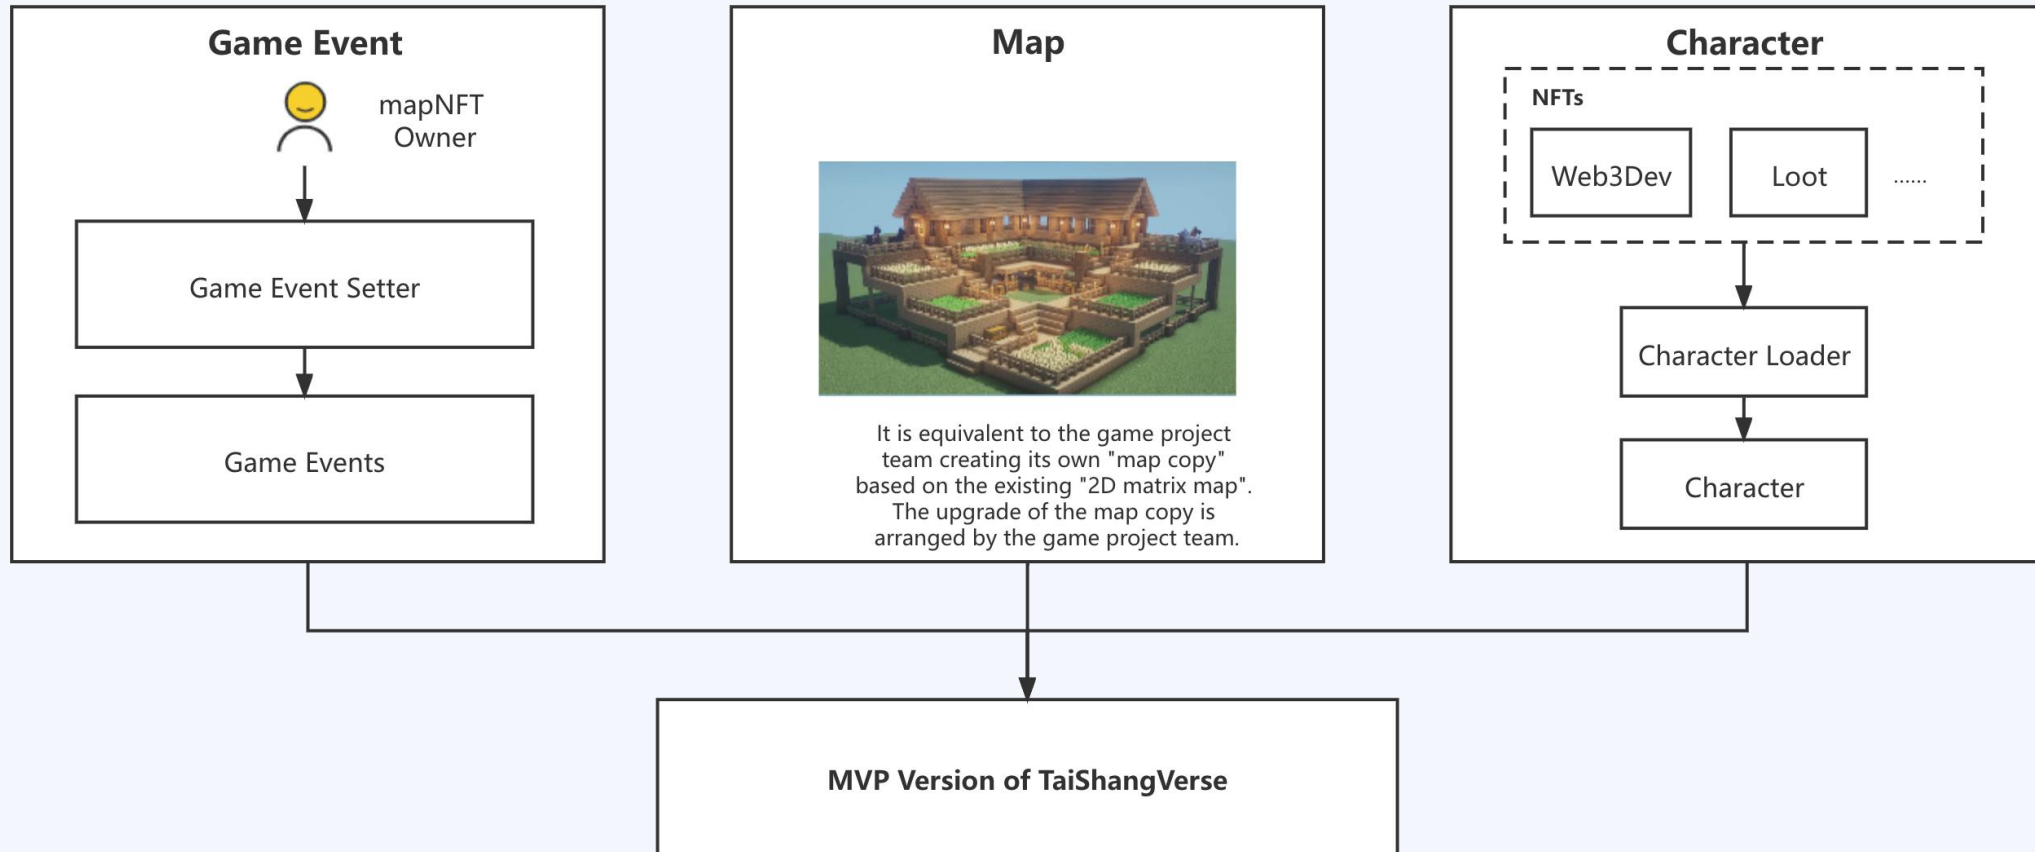 Game Event
mapNFT
Owner
Game Event Setter
Game Events
Map
It is equivalent to the game project
team creating its own "map copy"
based on the existing "2D matrix map".
The upgrade of the map copy is
arranged by the game project team.
Character
NFTs
Web3Dev
Loot
......
Character Loader
Character
MVP Version of TaiShangVerse